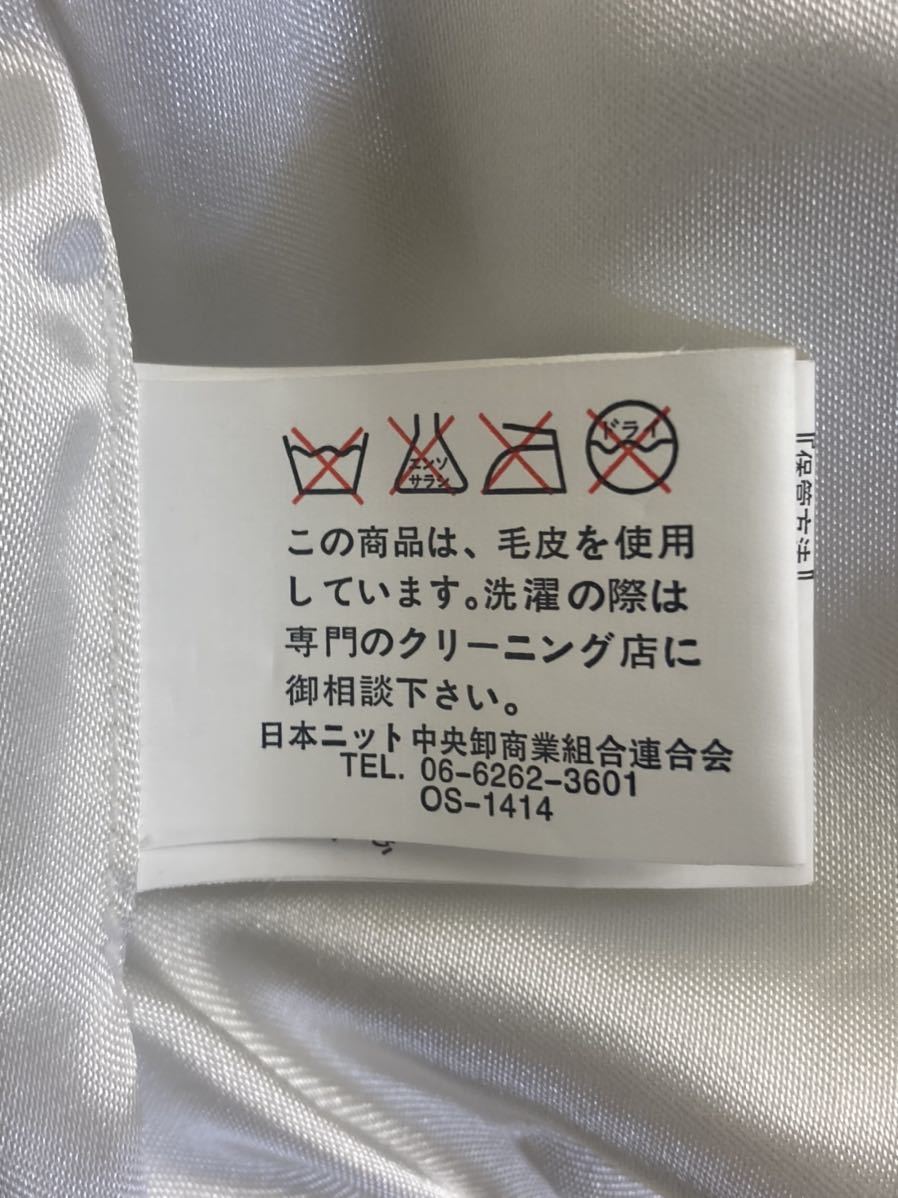 エンソ
サラシ
ドライ
この商品は、毛皮を使用
しています。洗濯の際は
専門のクリーニング店に
御相談下さい。
日本ニット中央卸商業組合連合会
TEL. 06-6262-3601
OS-1414